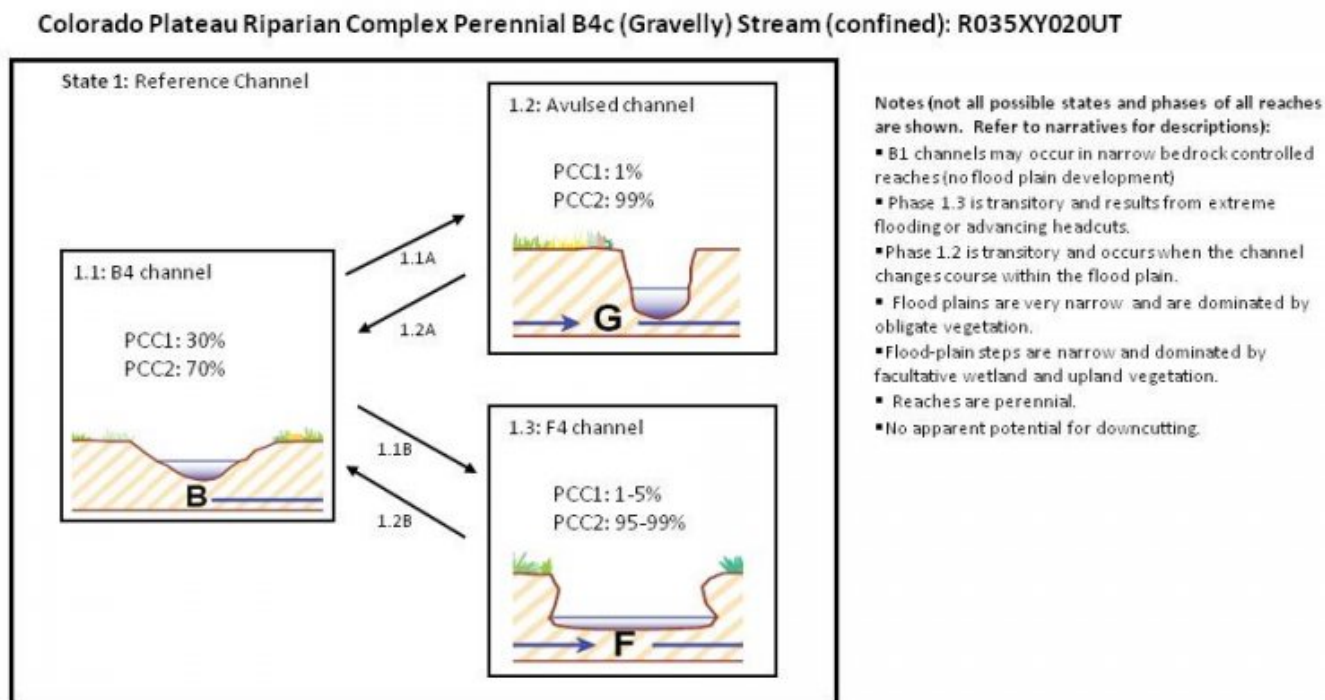 Colorado Plateau Riparian Complex Perennial B4c (Gravelly) Stream (confined): R035XY020UT
State 1: Reference Channel
1.1: B4 channel
PCC1: 30%
PCC2: 70%
B
1.1A
1.2A
1.1B
1.2B
1.2: Avulsed channel
PCC1: 1%
PCC2: 99%
G
1.3: F4 channel
PCC1: 1-5%
PCC2: 95-99%
F
Notes (not all possible states and phases of all reaches
are shown. Refer to narratives for descriptions):
▪ B1 channels may occur in narrow bedrock controlled
reaches (no flood plain development)
▪ Phase 1.3 is transitory and results from extreme
flooding or advancing headcuts.
▪Phase 1.2 is transitory and occurs when the channel
changes course within the flood plain.
▪ Flood plains are very narrow and are dominated by
obligate vegetation.
▪Flood-plain steps are narrow and dominated by
facultative wetland and upland vegetation.
▪ Reaches are perennial.
▪No apparent potential for downcutting.